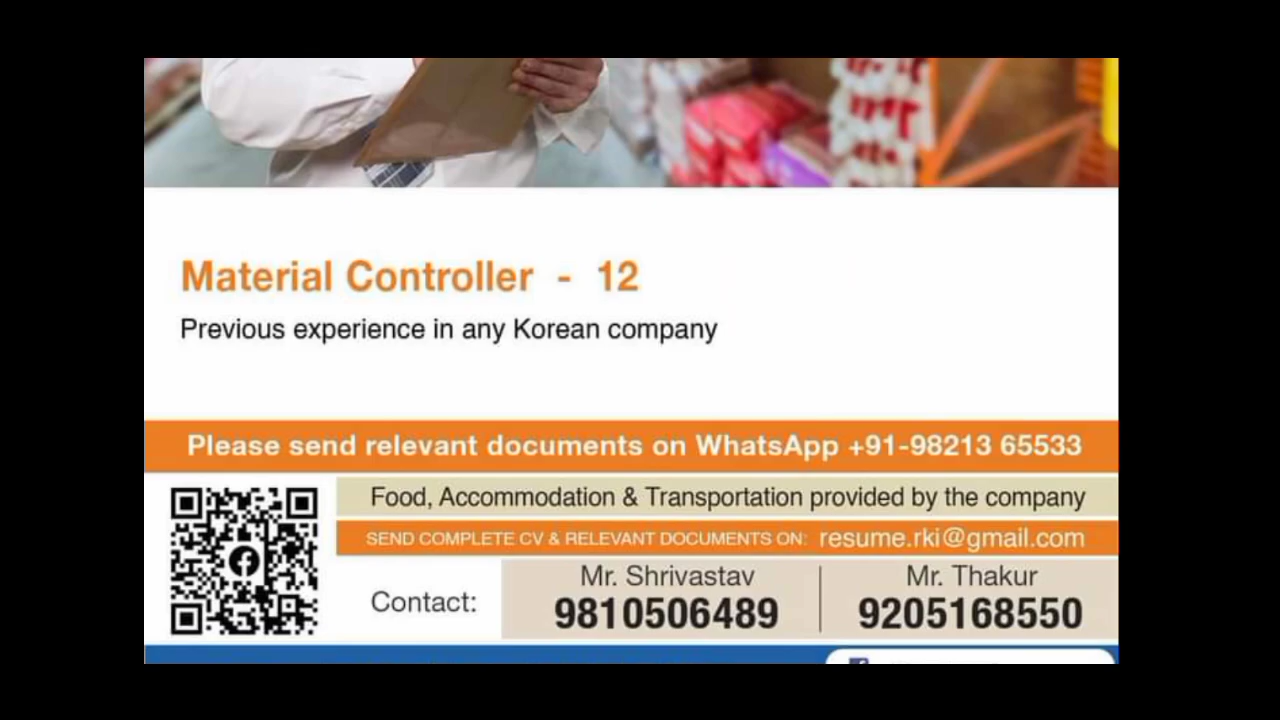 Material Controller - 12
Previous experience in any Korean company
Please send relevant documents on WhatsApp +91-98213 65533
Food, Accommodation & Transportation provided by the company
SEND COMPLETE CV & RELEVANT DOCUMENTS ON: resume.rki@gmail.com
Contact:
Mr. Shrivastav
9810506489
Mr. Thakur
9205168550